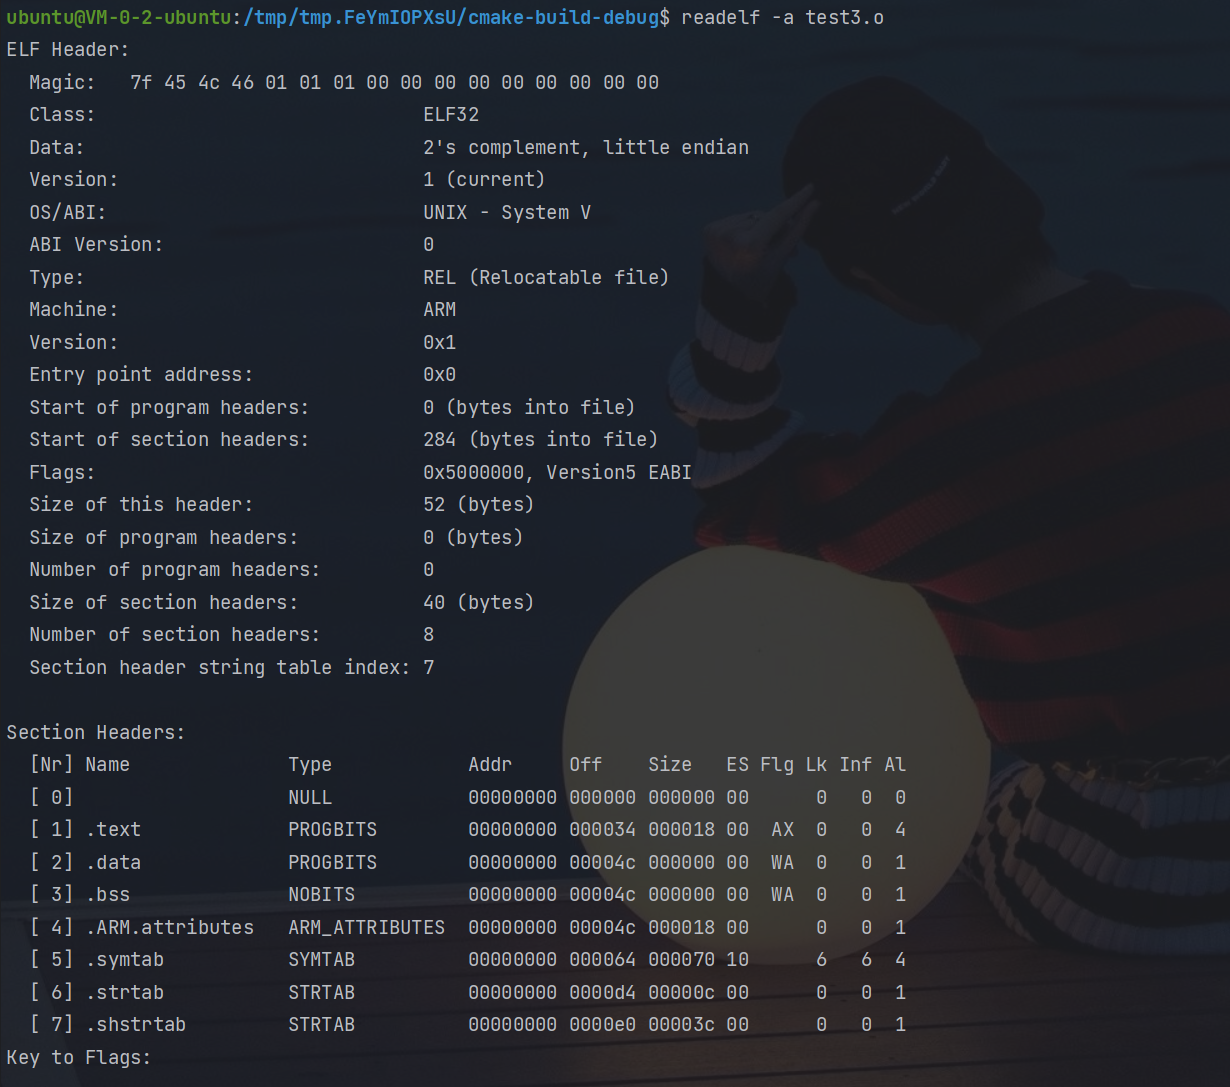 ubuntu@VM-0-2-ubuntu:/tmp/tmp.FeYmIOPXsU/cmake-build-debug$ readelf -a test3.o
ELF Header:
  Magic:   7f 45 4c 46 01 01 01 00 00 00 00 00 00 00 00 00
  Class:                             ELF32
  Data:                              2's complement, little endian
  Version:                           1 (current)
  OS/ABI:                            UNIX - System V
  ABI Version:                       0
  Type:                              REL (Relocatable file)
  Machine:                           ARM
  Version:                           0x1
  Entry point address:               0x0
  Start of program headers:          0 (bytes into file)
  Start of section headers:          284 (bytes into file)
  Flags:                             0x5000000, Version5 EABI
  Size of this header:               52 (bytes)
  Size of program headers:           0 (bytes)
  Number of program headers:         0
  Size of section headers:           40 (bytes)
  Number of section headers:         8
  Section header string table index: 7

Section Headers:
  [Nr] Name              Type            Addr     Off    Size   ES Flg Lk Inf Al
  [ 0]                   NULL            00000000 000000 000000 00      0   0  0
  [ 1] .text             PROGBITS        00000000 000034 000018 00  AX  0   0  4
  [ 2] .data             PROGBITS        00000000 00004c 000000 00  WA  0   0  1
  [ 3] .bss              NOBITS          00000000 00004c 000000 00  WA  0   0  1
  [ 4] .ARM.attributes   ARM_ATTRIBUTES  00000000 00004c 000018 00      0   0  1
  [ 5] .symtab           SYMTAB          00000000 000064 000070 10      6   6  4
  [ 6] .strtab           STRTAB          00000000 0000d4 00000c 00      0   0  1
  [ 7] .shstrtab         STRTAB          00000000 0000e0 00003c 00      0   0  1
Key to Flags: